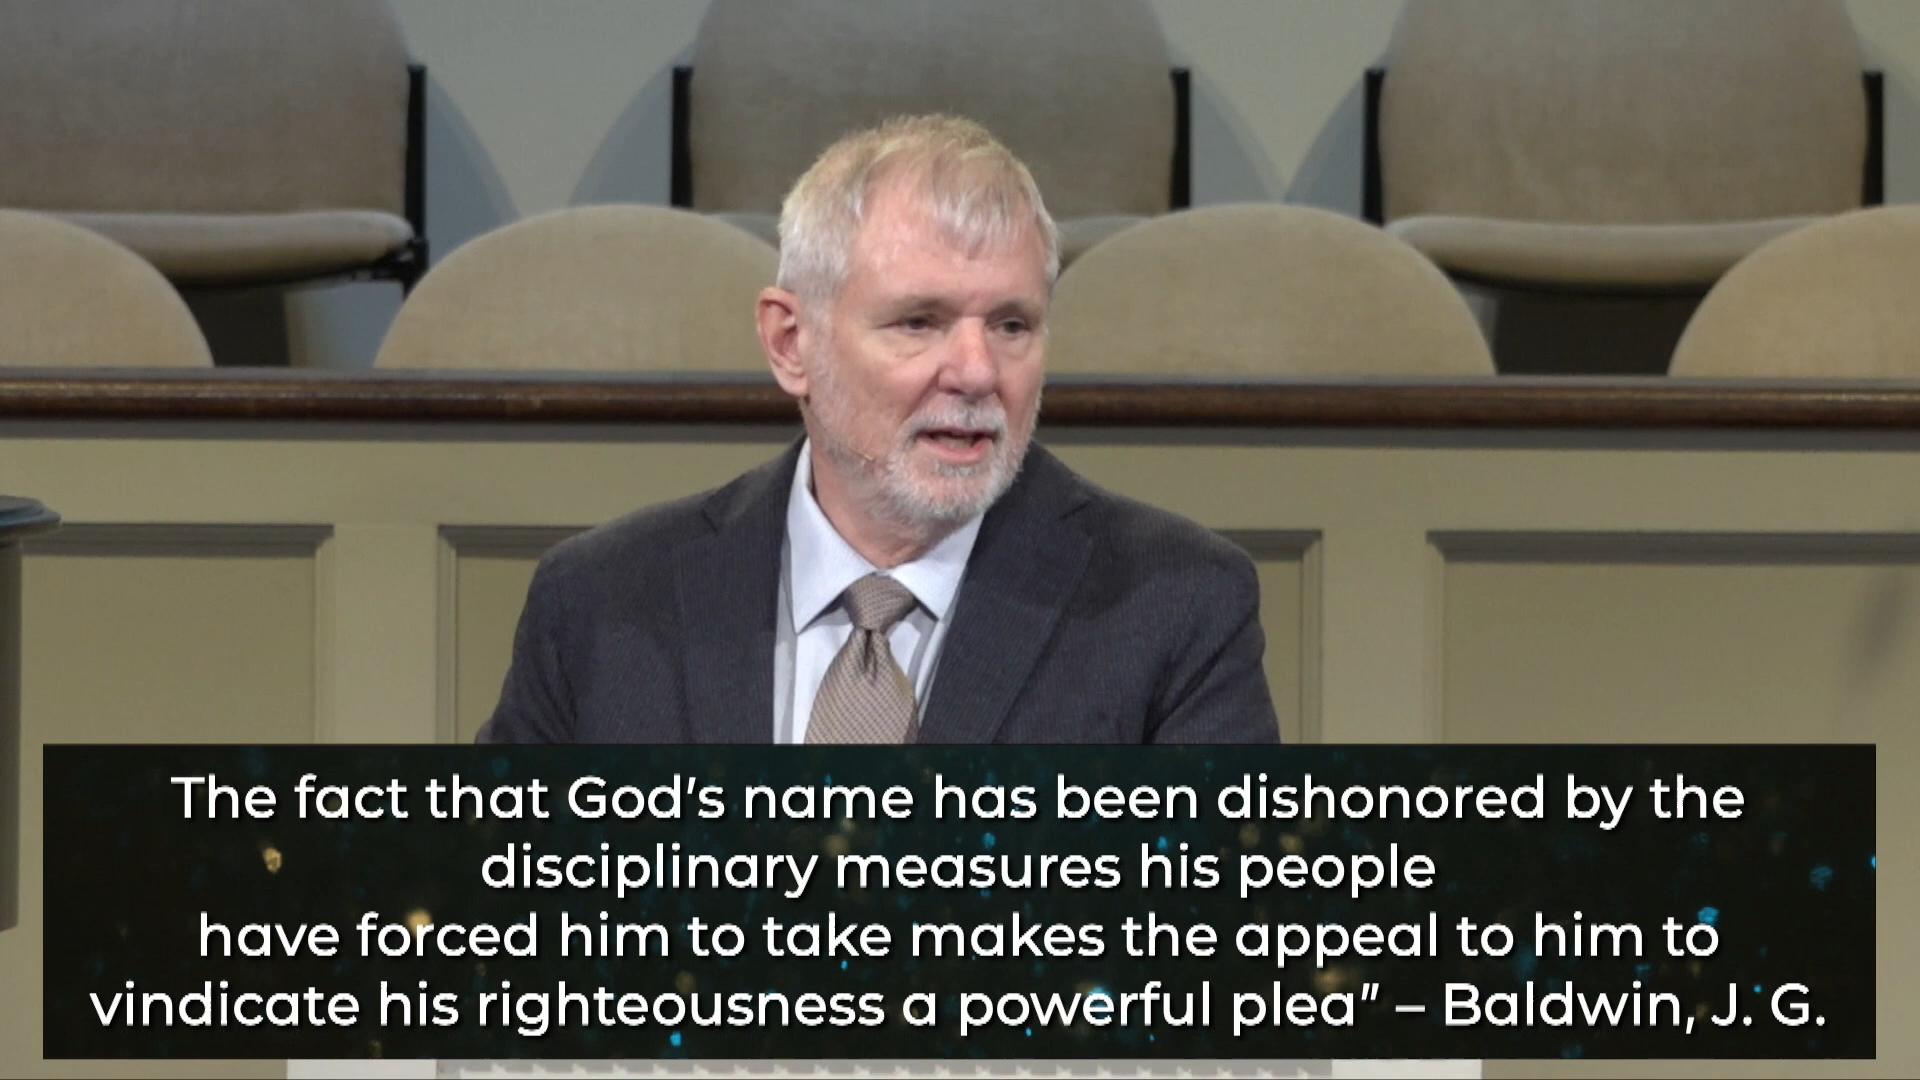 The fact that God's name has been dishonored by the
disciplinary measures his people
have forced him to take makes the appeal to him to
vindicate his righteousness a powerful plea” – Baldwin, J. G.